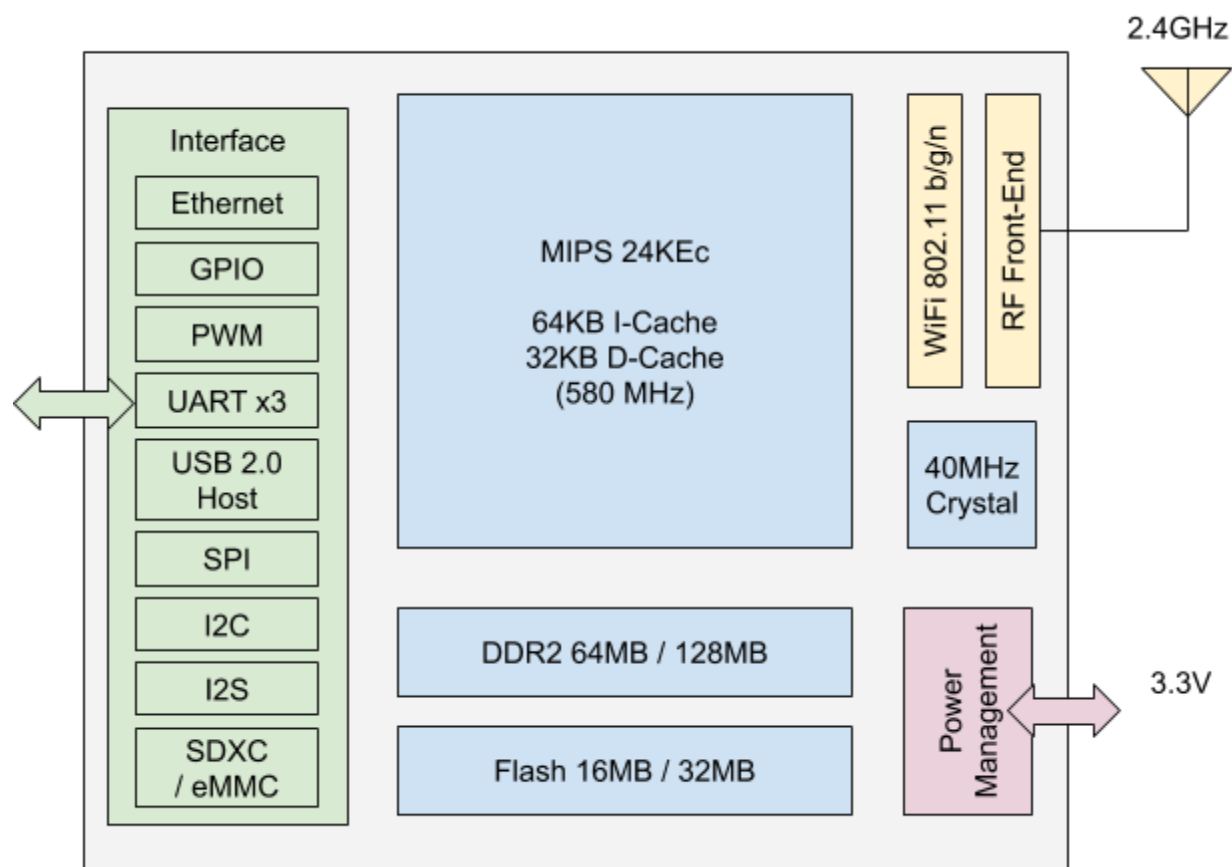 2.4GHz
Interface
Ethernet
GPIO
PWM
UART x3
USB 2.0
Host
SPI
I2C
I2S
SDXC
/ eMMC
MIPS 24KEc
64KB I-Cache
32KB D-Cache
(580 MHz)
DDR2 64MB / 128MB
Flash 16MB / 32MB
WiFi 802.11 b/g/n
RF Front-End
40MHz
Crystal
Power
Management
3.3V